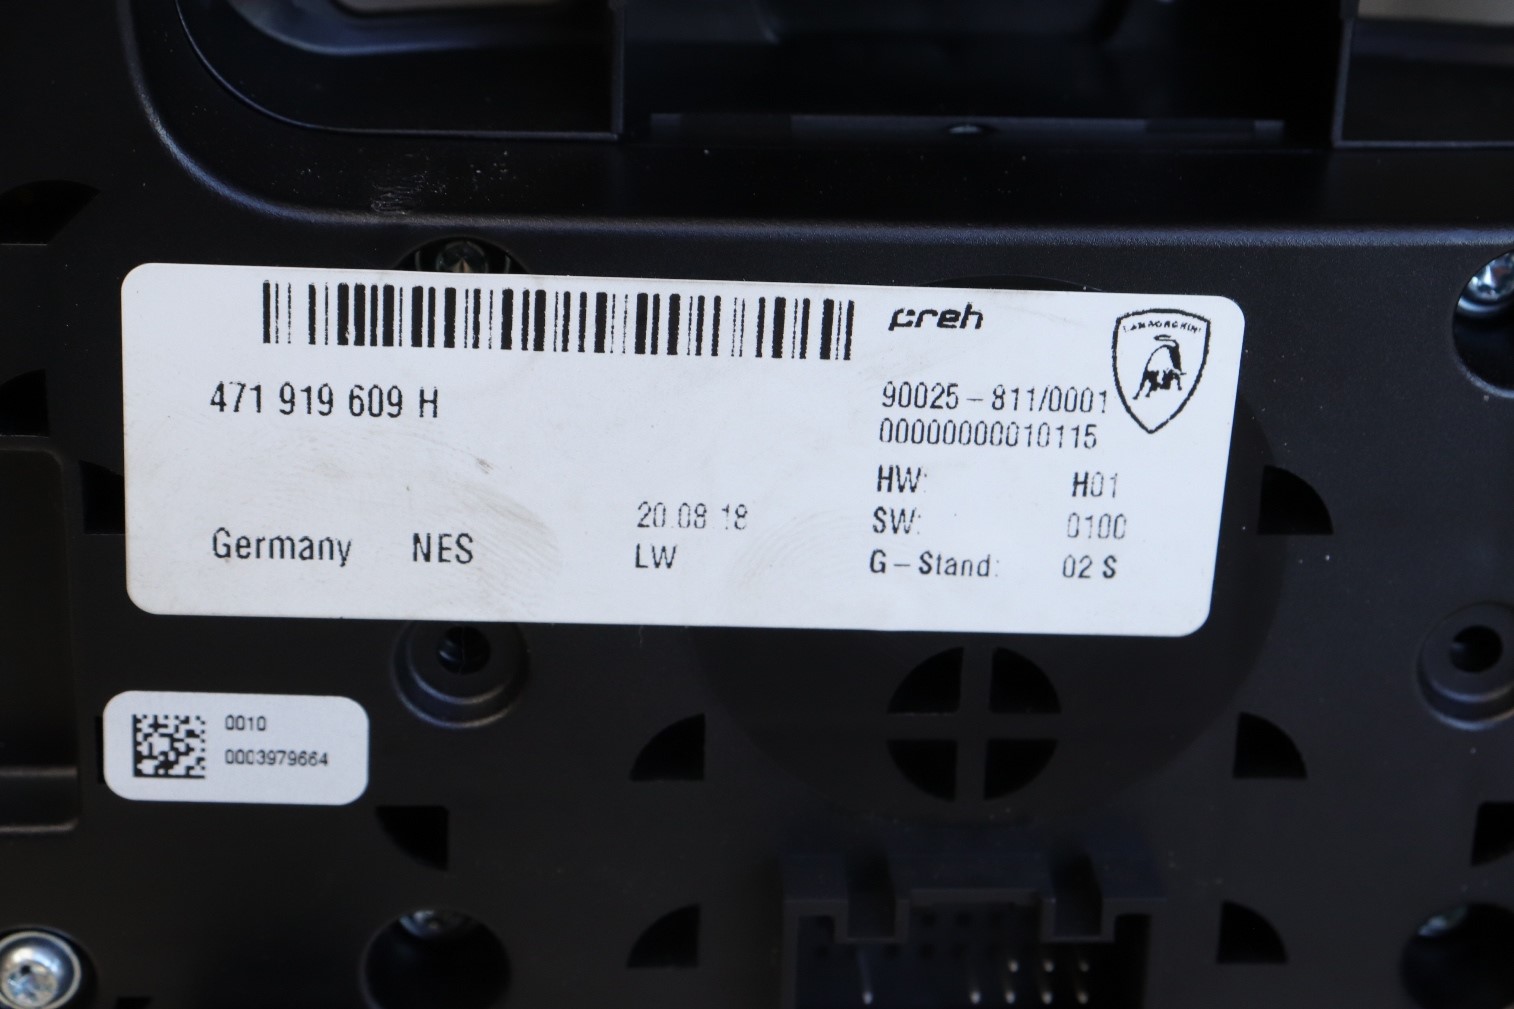 preh
LAMBORGHINI
471 919 609 H
90025-811/0001
00000000010115
HW: H01
20.08.18
SW: 0100
Germany NES LW
G-Stand: 02 S
0010
0003979664